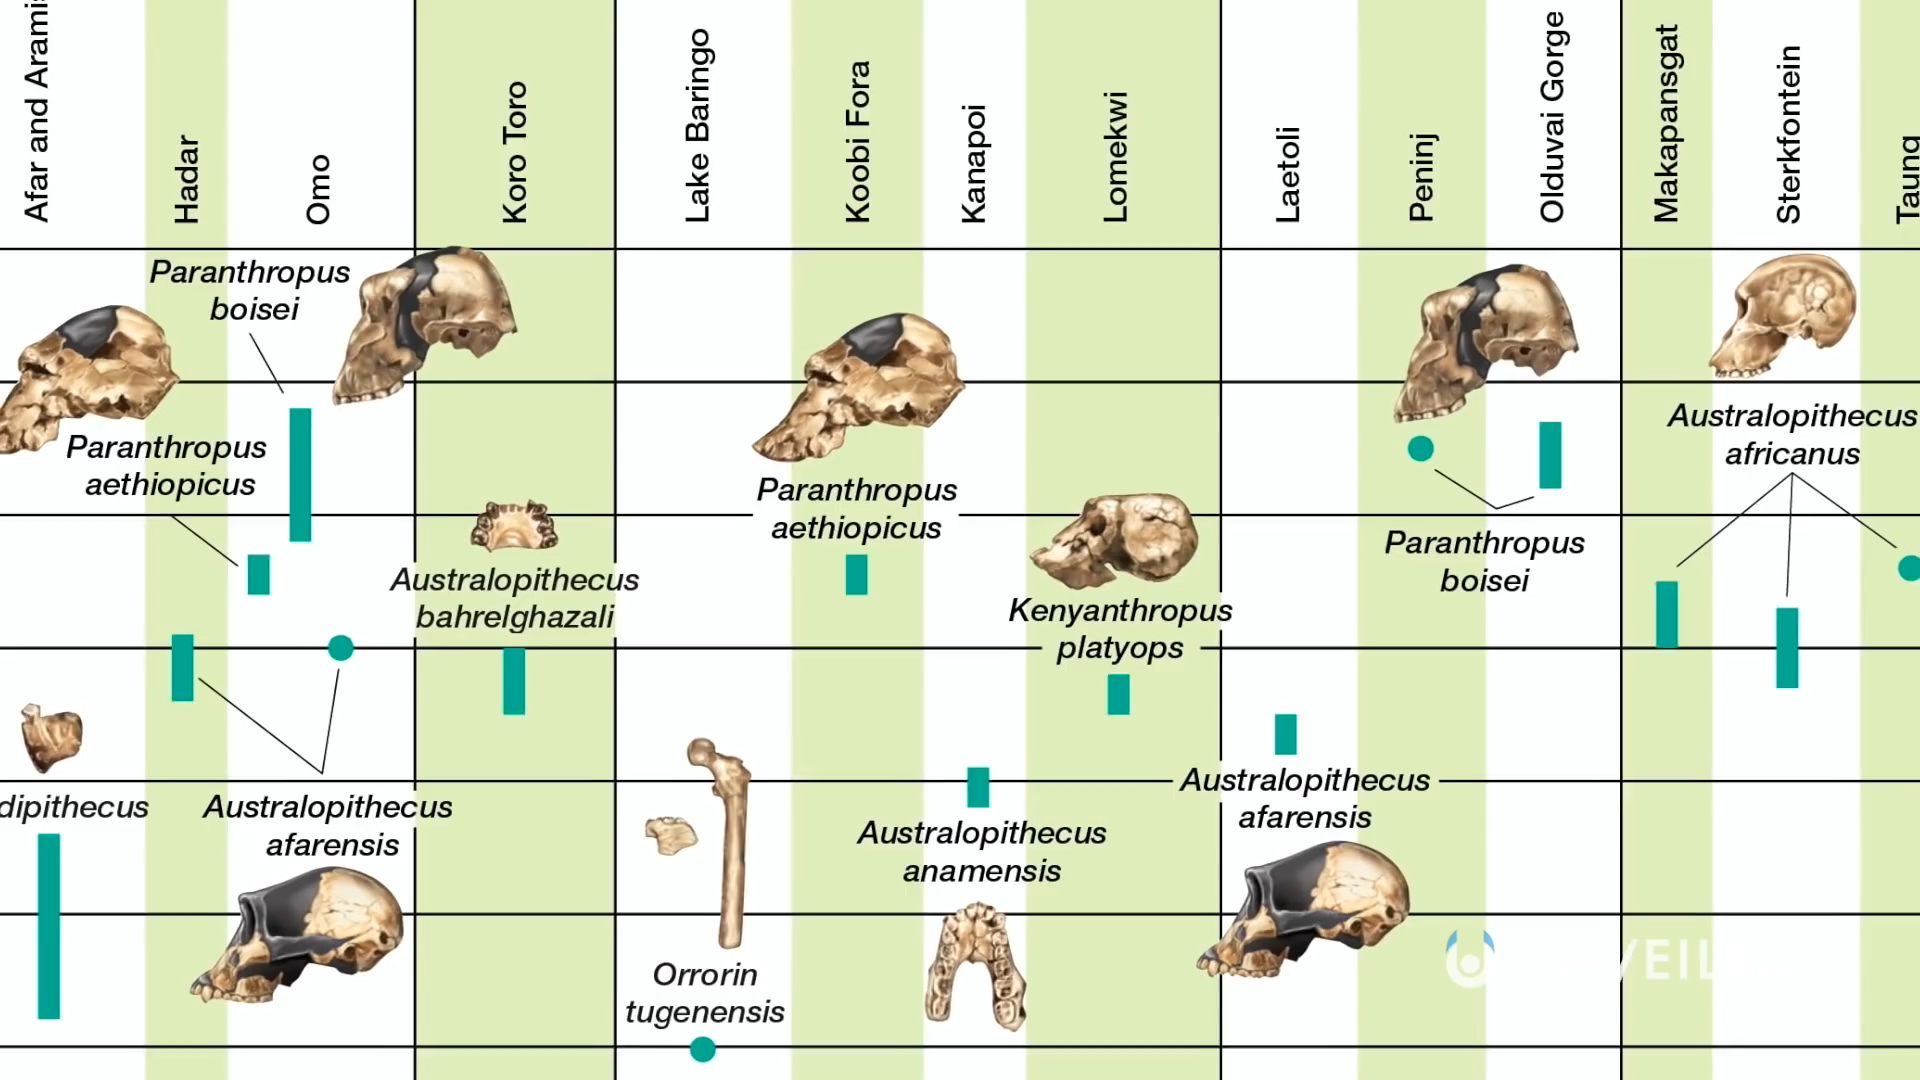 Afar and Aramis
Hadar
Omo
Koro Toro
Lake Baringo
Koobi Fora
Kanapoi
Lomekwi
Laetoli
Peninj
Olduvai Gorge
Makapansgat
Sterkfontein
Taung
Paranthropus
boisei
Paranthropus
aethiopicus
Australopithecus
bahrelghazali
Paranthropus
aethiopicus
Kenyanthropus
platyops
Paranthropus
boisei
Australopithecus
africanus
dipithecus
Australopithecus
afarensis
Orrorin
tugenensis
Australopithecus
anamensis
Australopithecus
afarensis